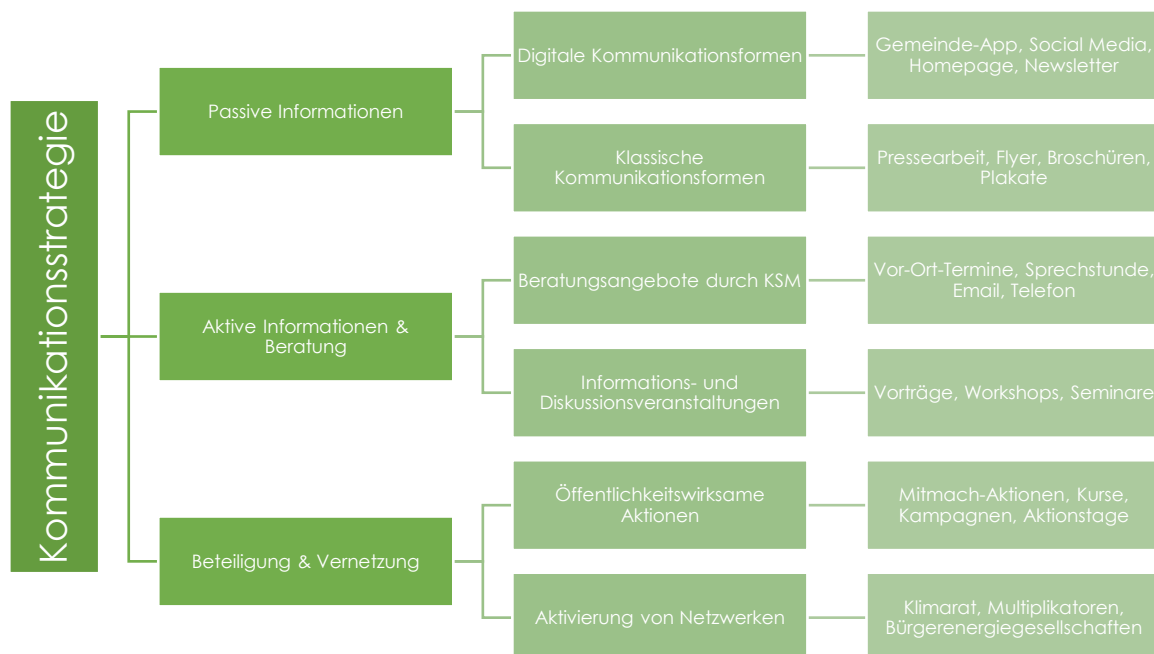 Kommunikationsstrategie
Passive Informationen
Digitale Kommunikationsformen
Gemeinde-App, Social Media,
Homepage, Newsletter
Klassische
Kommunikationsformen
Pressearbeit, Flyer, Broschüren,
Plakate
Aktive Informationen &
Beratung
Beratungsangebote durch KSM
Vor-Ort-Termine, Sprechstunde,
Email, Telefon
Informations- und
Diskussionsveranstaltungen
Vorträge, Workshops, Seminare
Beteiligung & Vernetzung
Öffentlichkeitswirksame
Aktionen
Mitmach-Aktionen, Kurse,
Kampagnen, Aktionstage
Aktivierung von Netzwerken
Klimarat, Multiplikatoren,
Bürgerenergiegesellschaften